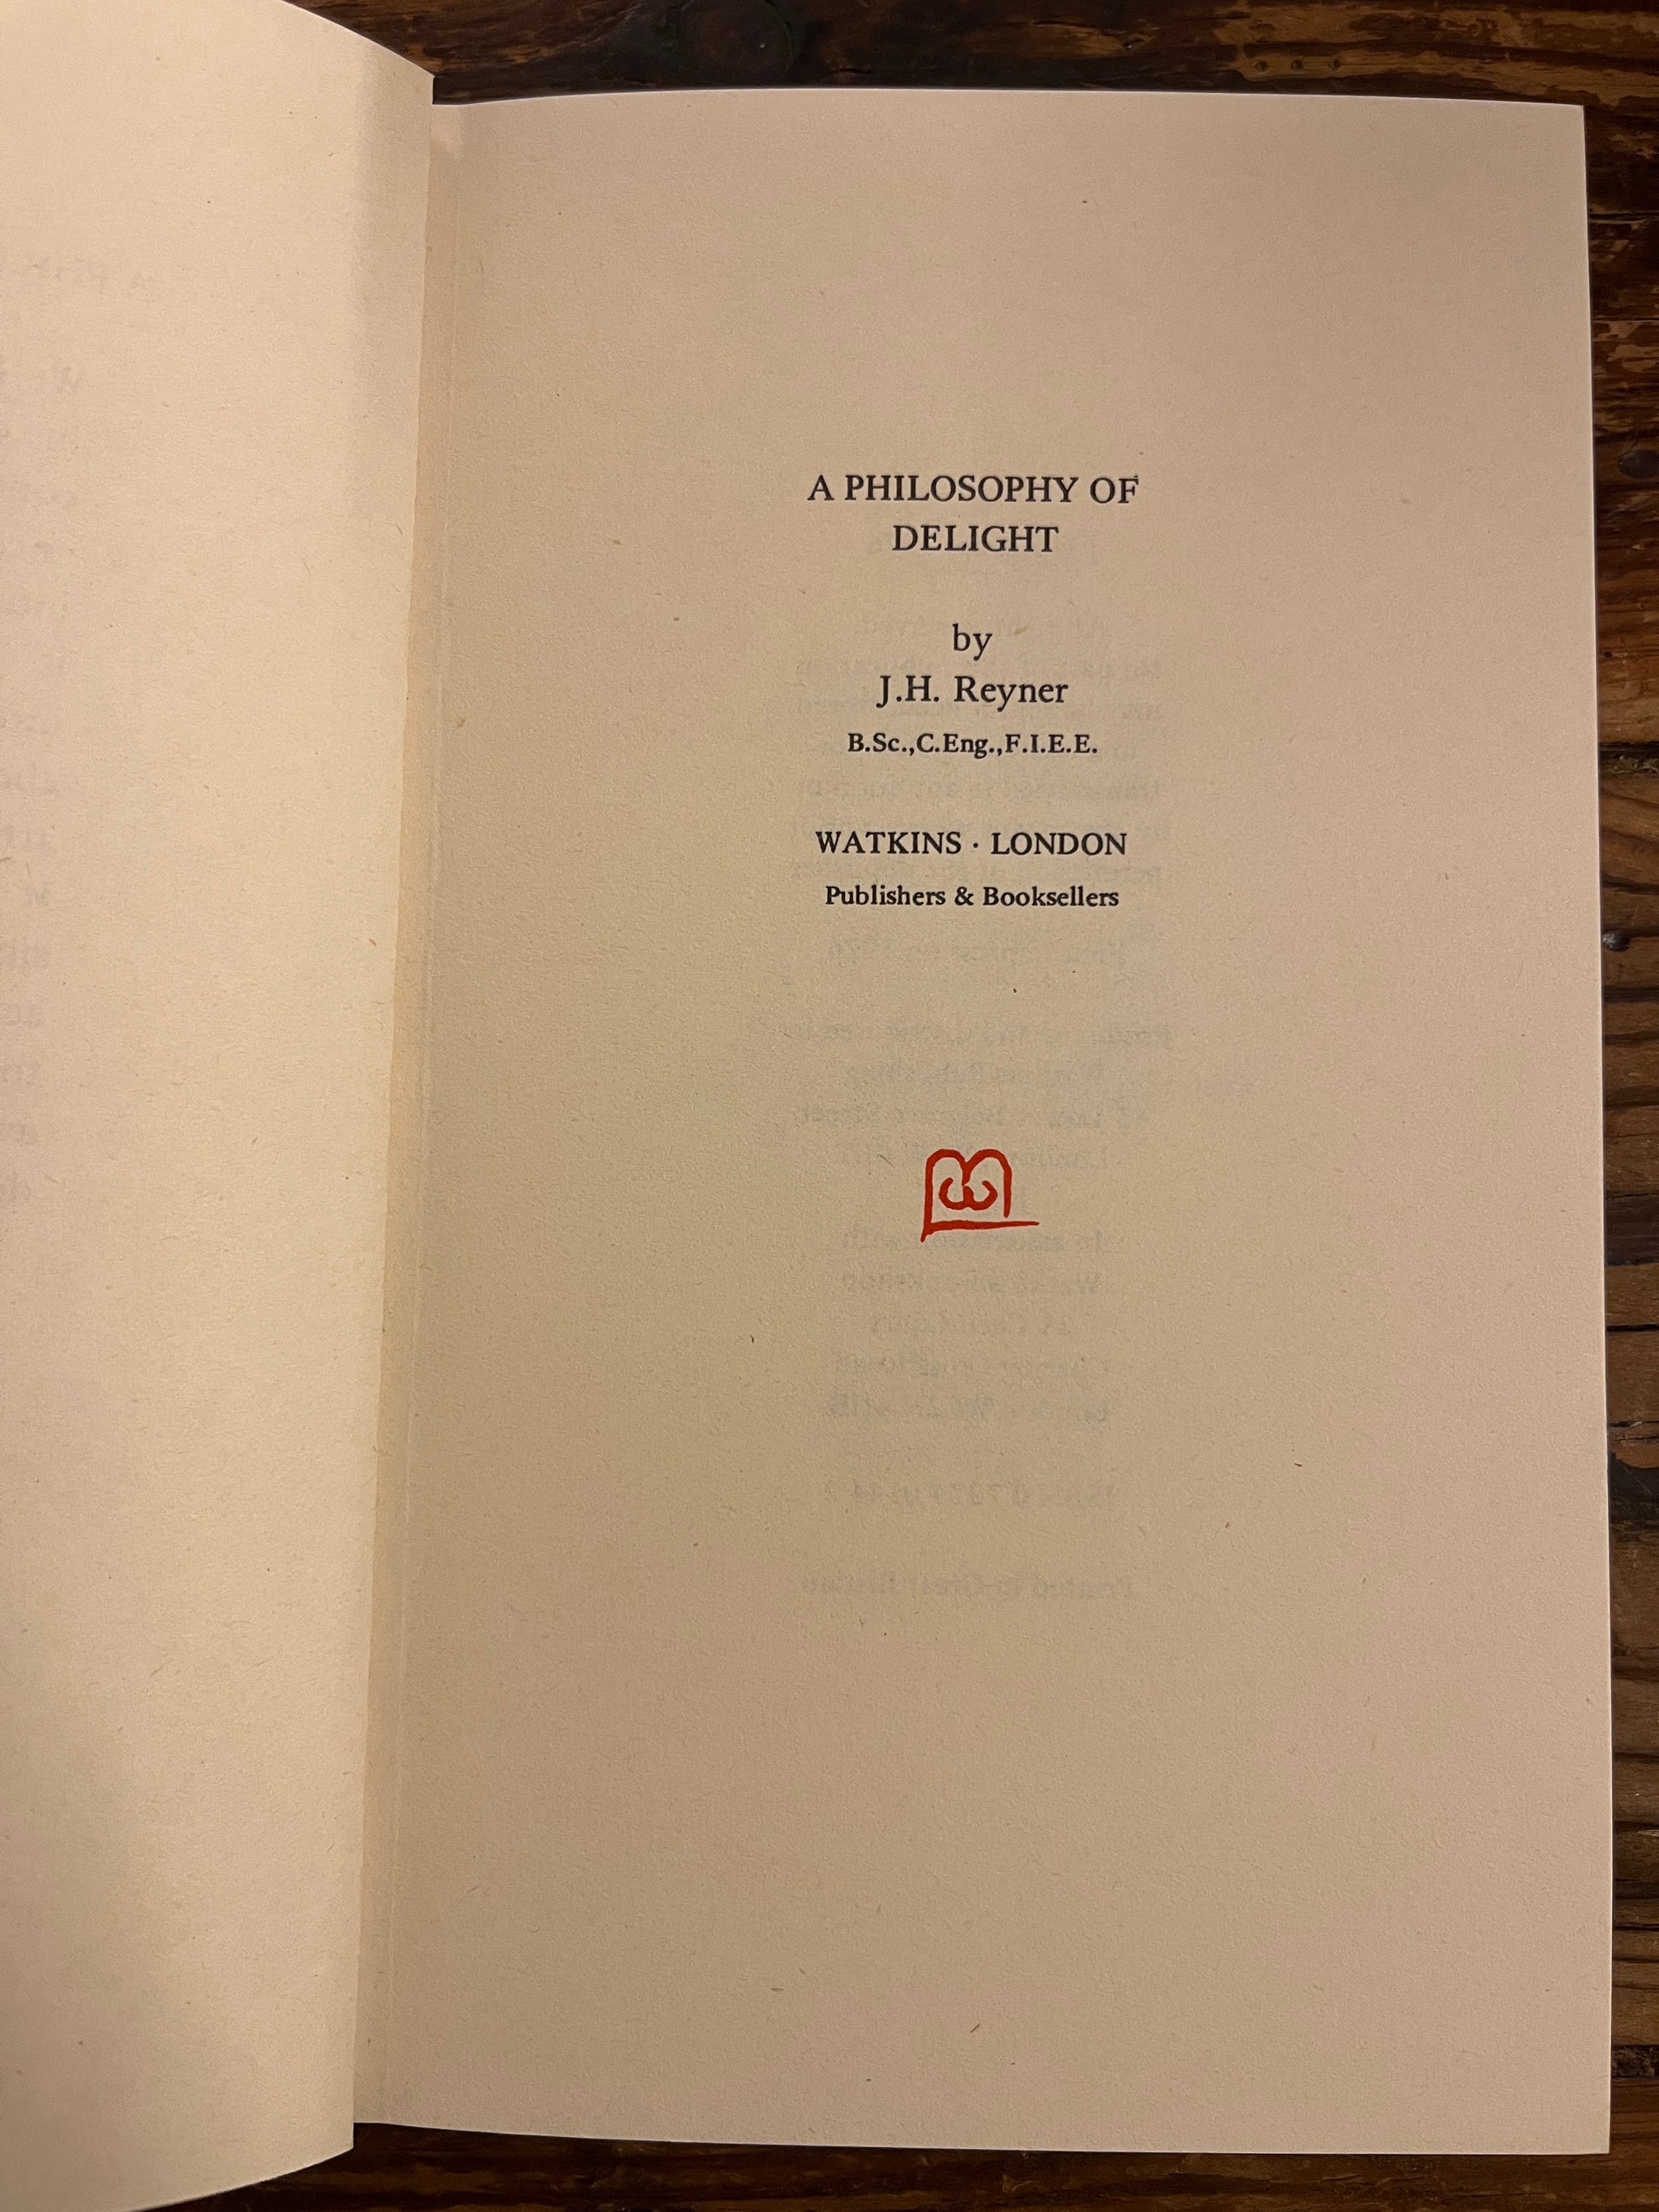 A PHILOSOPHY OF
DELIGHT
by
J.H. Reyner
B.Sc.,C.Eng.,F.I.E.E.
WATKINS · LONDON
Publishers & Booksellers